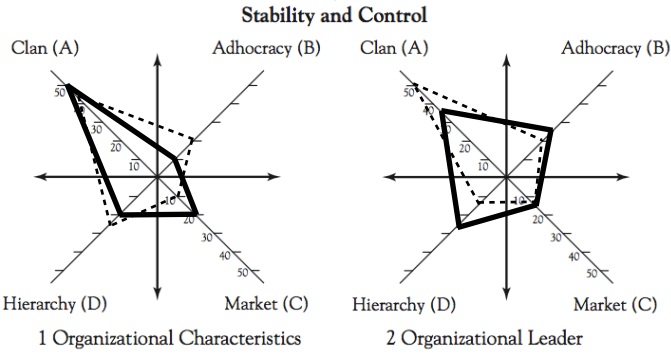 Stability and Control
Clan (A)
Adhocracy (B)
50
30
20
10
10
20
30
40
50
Hierarchy (D)
Market (C)
1 Organizational Characteristics
Clan (A)
Adhocracy (B)
50
40
20
10
10
20
30
40
50
Hierarchy (D)
Market (C)
2 Organizational Leader